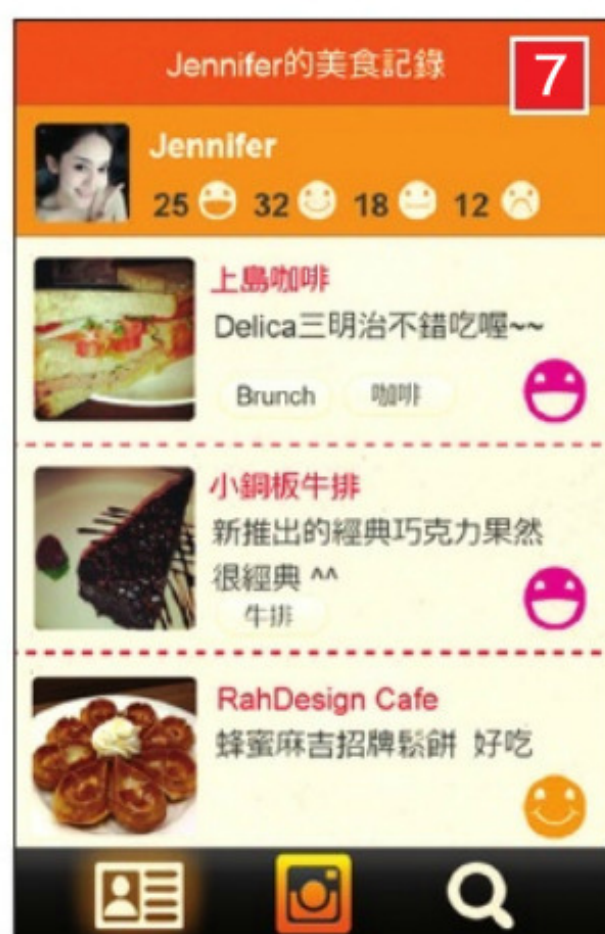 Jennifer的美食記錄
7
Jennifer
25 32 18 12
上島咖啡
Delica三明治不錯吃喔~~
Brunch 咖啡
小銅板牛排
新推出的經典巧克力果然
很經典 ^^
牛排
RahDesign Cafe
蜂蜜麻吉招牌鬆餅 好吃